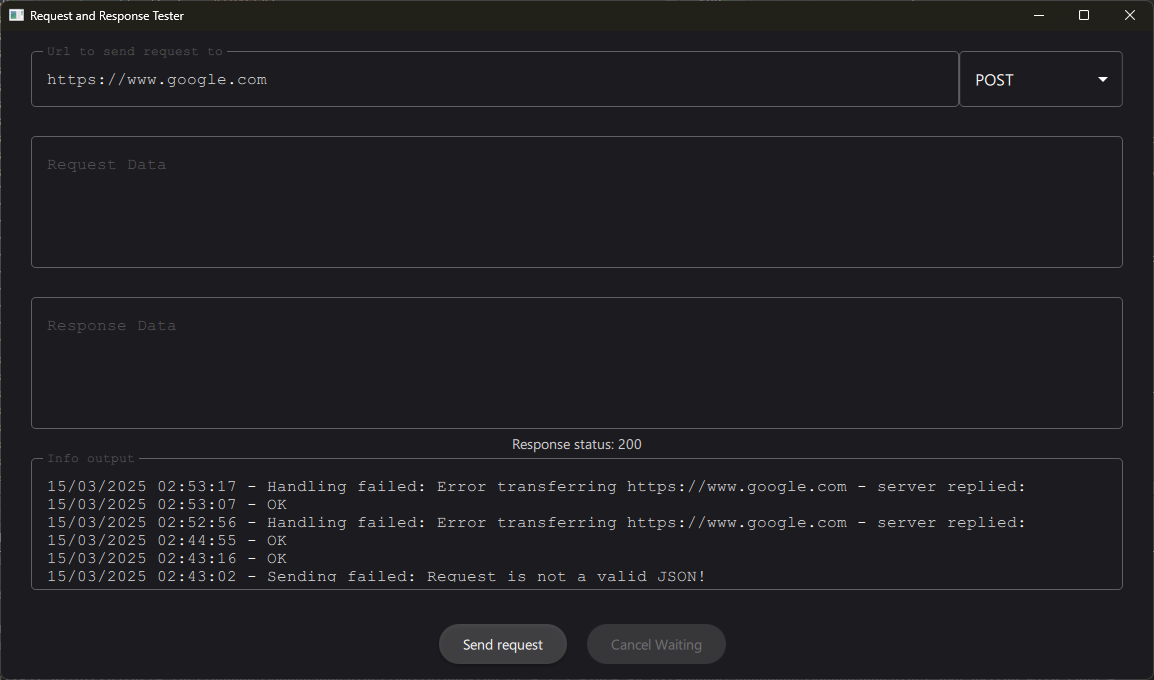 Request and Response Tester
Url to send request to
https://www.google.com
POST
Request Data
Response Data
Response status: 200
Info output
15/03/2025 02:53:17 - Handling failed: Error transferring https://www.google.com - server replied:
15/03/2025 02:53:07 - OK
15/03/2025 02:52:56 - Handling failed: Error transferring https://www.google.com - server replied:
15/03/2025 02:44:55 - OK
15/03/2025 02:43:16 - OK
15/03/2025 02:43:02 - Sending failed: Request is not a valid JSON!
Send request
Cancel Waiting